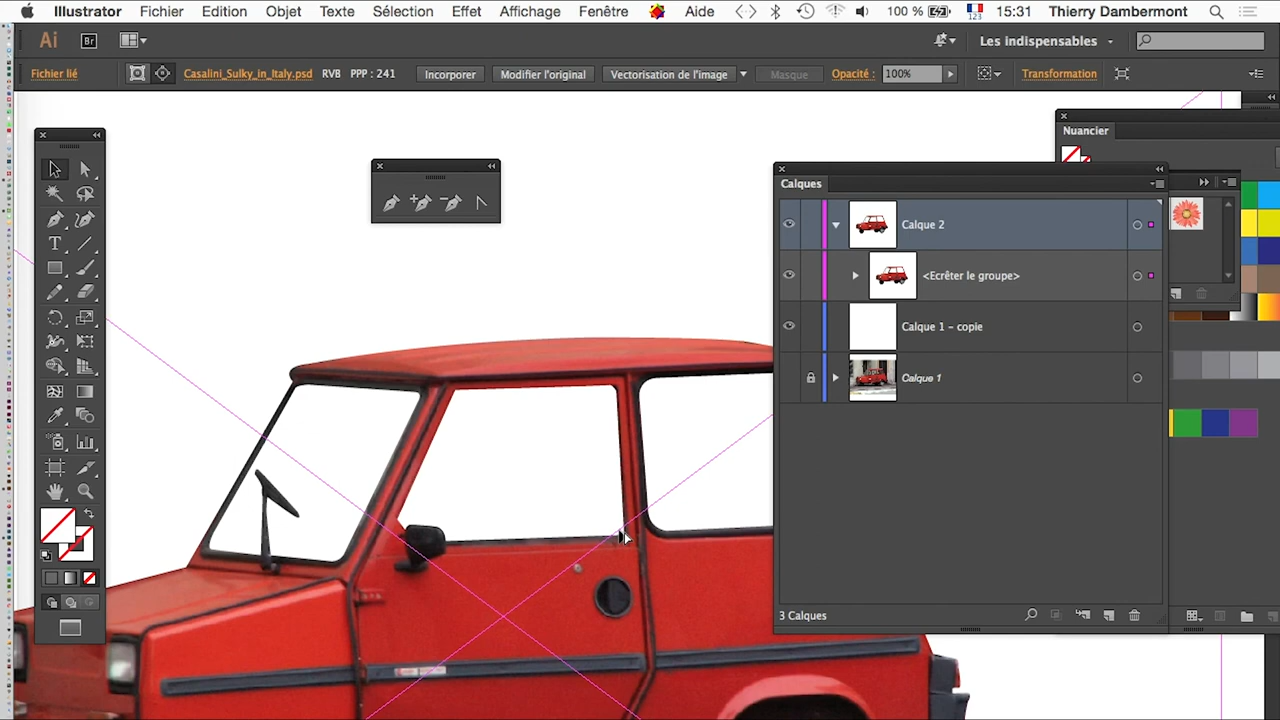 Illustrator Fichier Edition Objet Texte Sélection Effet Affichage Fenêtre Aide 100 % 123 15:31 Thierry Dambermont
Ai Br Les indispensables
Fichier lié Casalini_Sulky_in_Italy.psd RVB PPP : 241 Incorporer Modifier l'original Vectorisation de l'image Masque Opacité : 100% Transformation
Nuancier
Calques
Calque 2
<Ecrêter le groupe>
Calque 1 - copie
Calque 1
3 Calques